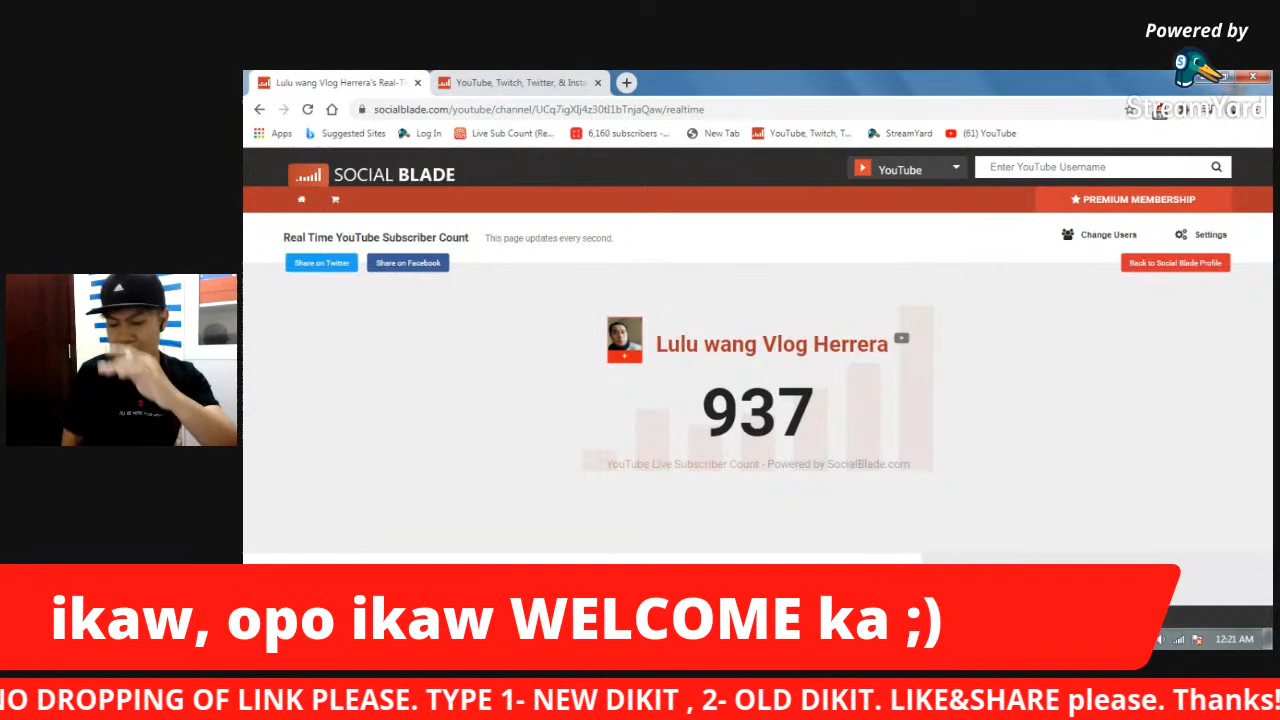 Powered by
StreamYard
Lulu wang Vlog Herrera's Real-Ti
YouTube, Twitch, Twitter, & Insta
socialblade.com/youtube/channel/UCq7igXIj4z30tI1bTnjaQaw/realtime
Apps
Suggested Sites
Log In
Live Sub Count (Re...
6,160 subscribers -...
New Tab
YouTube, Twitch, T...
StreamYard
(61) YouTube
SOCIAL BLADE
YouTube
Enter YouTube Username
PREMIUM MEMBERSHIP
Real Time YouTube Subscriber Count
This page updates every second.
Change Users
Settings
Share on Twitter
Share on Facebook
Back to Social Blade Profile
Lulu wang Vlog Herrera
937
YouTube Live Subscriber Count - Powered by SocialBlade.com
ikaw, opo ikaw WELCOME ka ;)
12:21 AM
NO DROPPING OF LINK PLEASE. TYPE 1- NEW DIKIT , 2- OLD DIKIT. LIKE&SHARE please. Thanks!